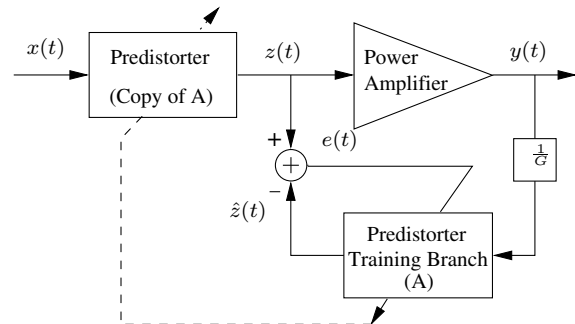 x(t)
Predistorter
(Copy of A)
z(t)
Power
Amplifier
y(t)
+
e(t)
+
−
ẑ(t)
1
G
Predistorter
Training Branch
(A)